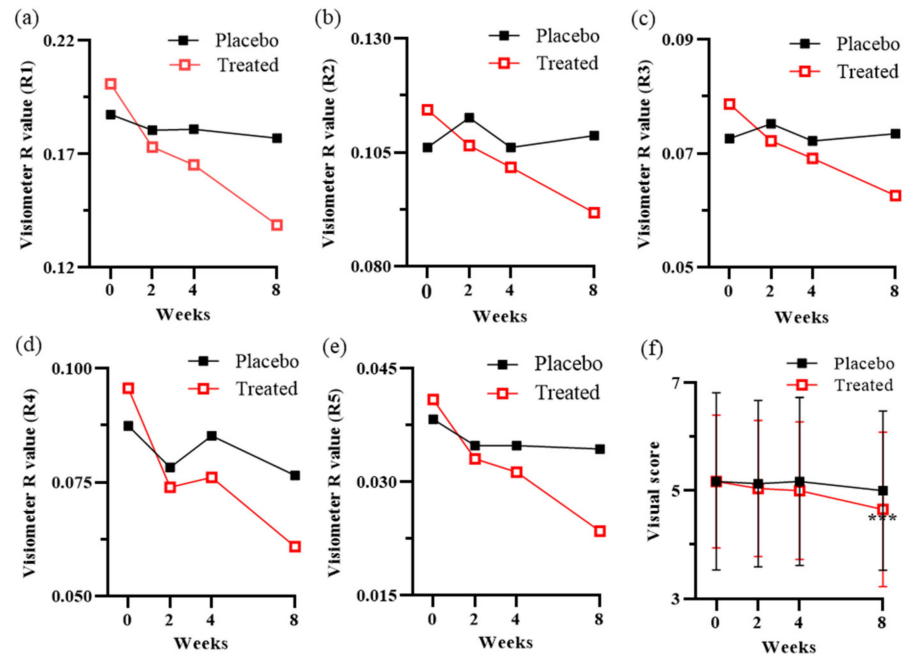 (a)
Placebo
Treated
Visiometer R value (R1)
0.22
0.17
0.12
0 2 4 8
Weeks
(b)
Placebo
Treated
Visiometer R value (R2)
0.130
0.105
0.080
0 2 4 8
Weeks
(c)
Placebo
Treated
Visiometer R value (R3)
0.09
0.07
0.05
0 2 4 8
Weeks
(d)
Placebo
Treated
Visiometer R value (R4)
0.100
0.075
0.050
0 2 4 8
Weeks
(e)
Placebo
Treated
Visiometer R value (R5)
0.045
0.030
0.015
0 2 4 8
Weeks
(f)
Placebo
Treated
Visual score
7
5
3
***
0 2 4 8
Weeks